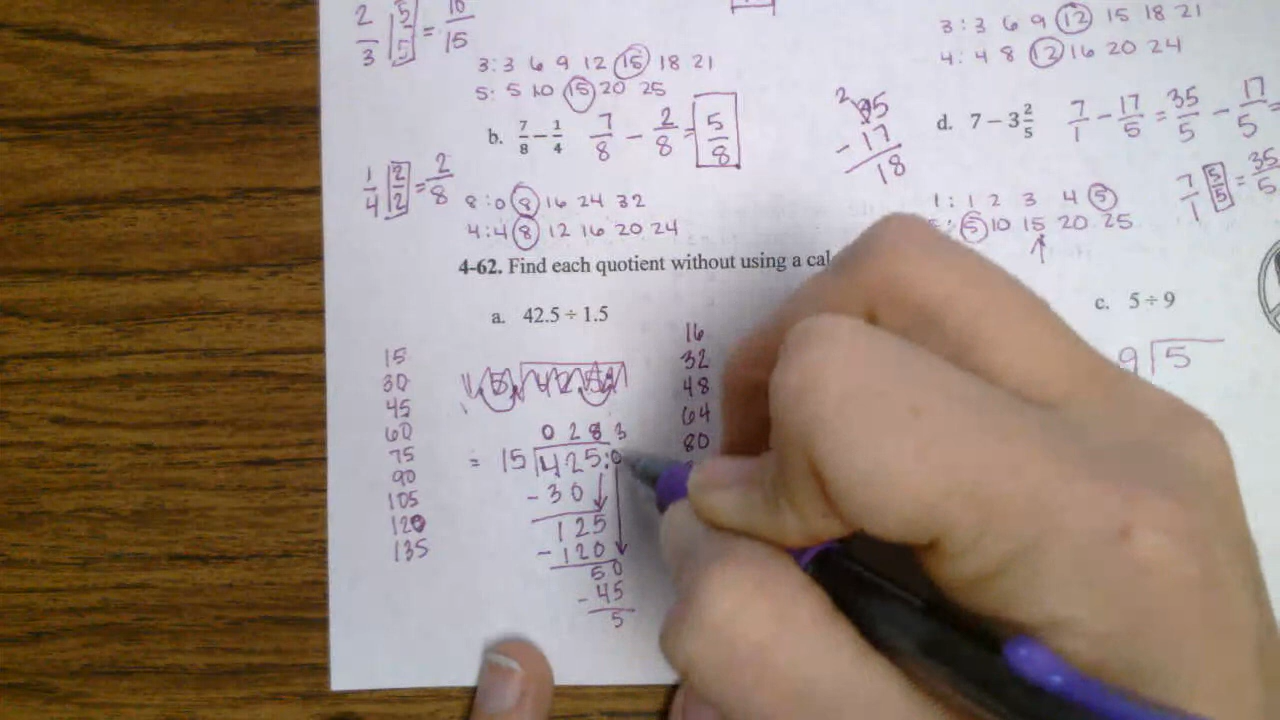 2/3 |5/5| = 10/15
3: 3 6 9 12 15 18 21
5: 5 10 15 20 25
b. 7/8 − 1/4 7/8 − 2/8 = 5/8
1/4 |2/2| = 2/8
8: 0 8 16 24 32
4: 4 8 12 16 20 24
3: 3 6 9 12 15 18 21
4: 4 8 12 16 20 24
− 17
18
d. 7 − 3 2/5 7/1 − 17/5 = 35/5 − 17/5 =
7/1 |5/5| = 35/5
1: 1 2 3 4 5
5 10 15 20 25
4-62. Find each quotient without using a
a. 42.5 ÷ 1.5
15
30
45
60
75
90
105
120
135
0 2 8 3
= 15 425.0
− 30
125
− 120
50
− 45
5
16
32
48
64
80
c. 5 ÷ 9
9 5